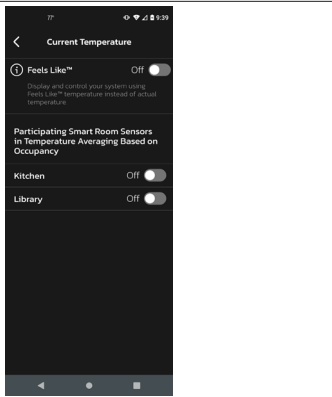 77° 9:39
Current Temperature
Feels Like™ Off
Display and control your system using
Feels Like™ temperature instead of actual
temperature
Participating Smart Room Sensors
in Temperature Averaging Based on
Occupancy
Kitchen Off
Library Off